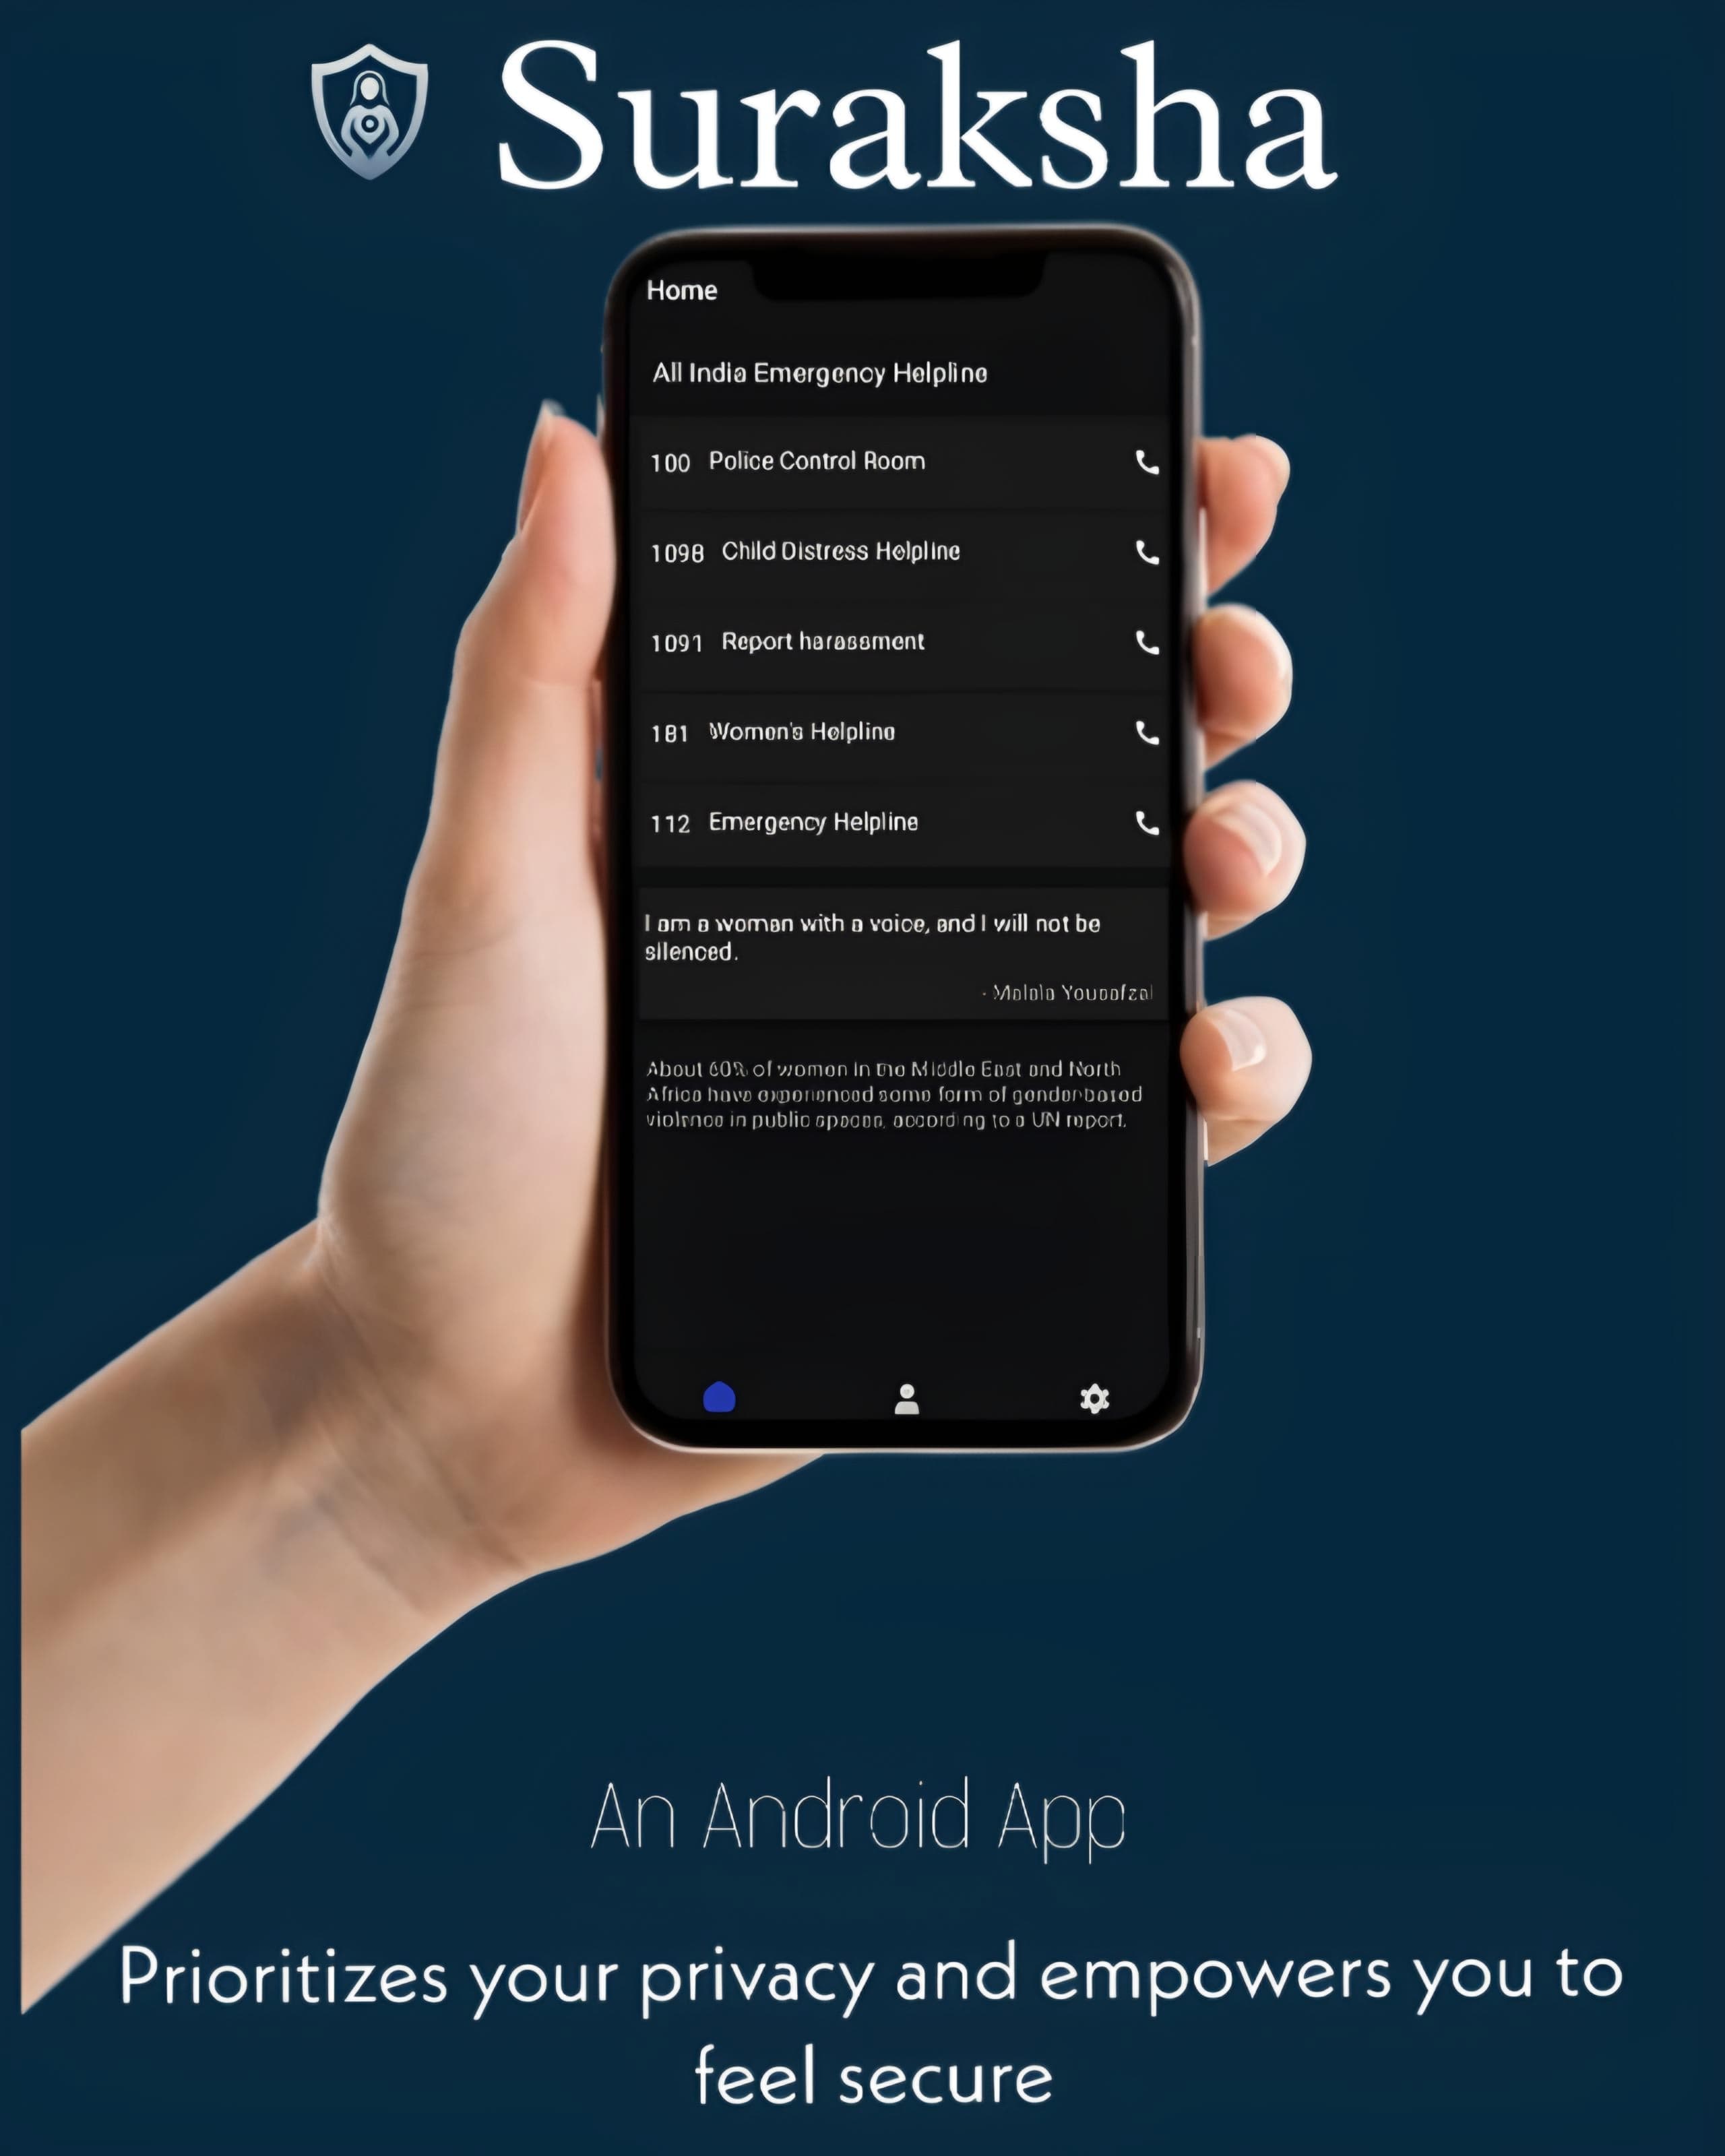 Suraksha
Home
All India Emergency Helpline
100 Police Control Room
1098 Child Distress Helpline
1091 Report harassment
181 Women's Helpline
112 Emergency Helpline
I am a woman with a voice, and I will not be
silenced.
- Malala Yousafzai
About 60% of women in the Middle East and North
Africa have experienced some form of gender-based
violence in public spaces, according to a UN report.
An Android App
Prioritizes your privacy and empowers you to
feel secure